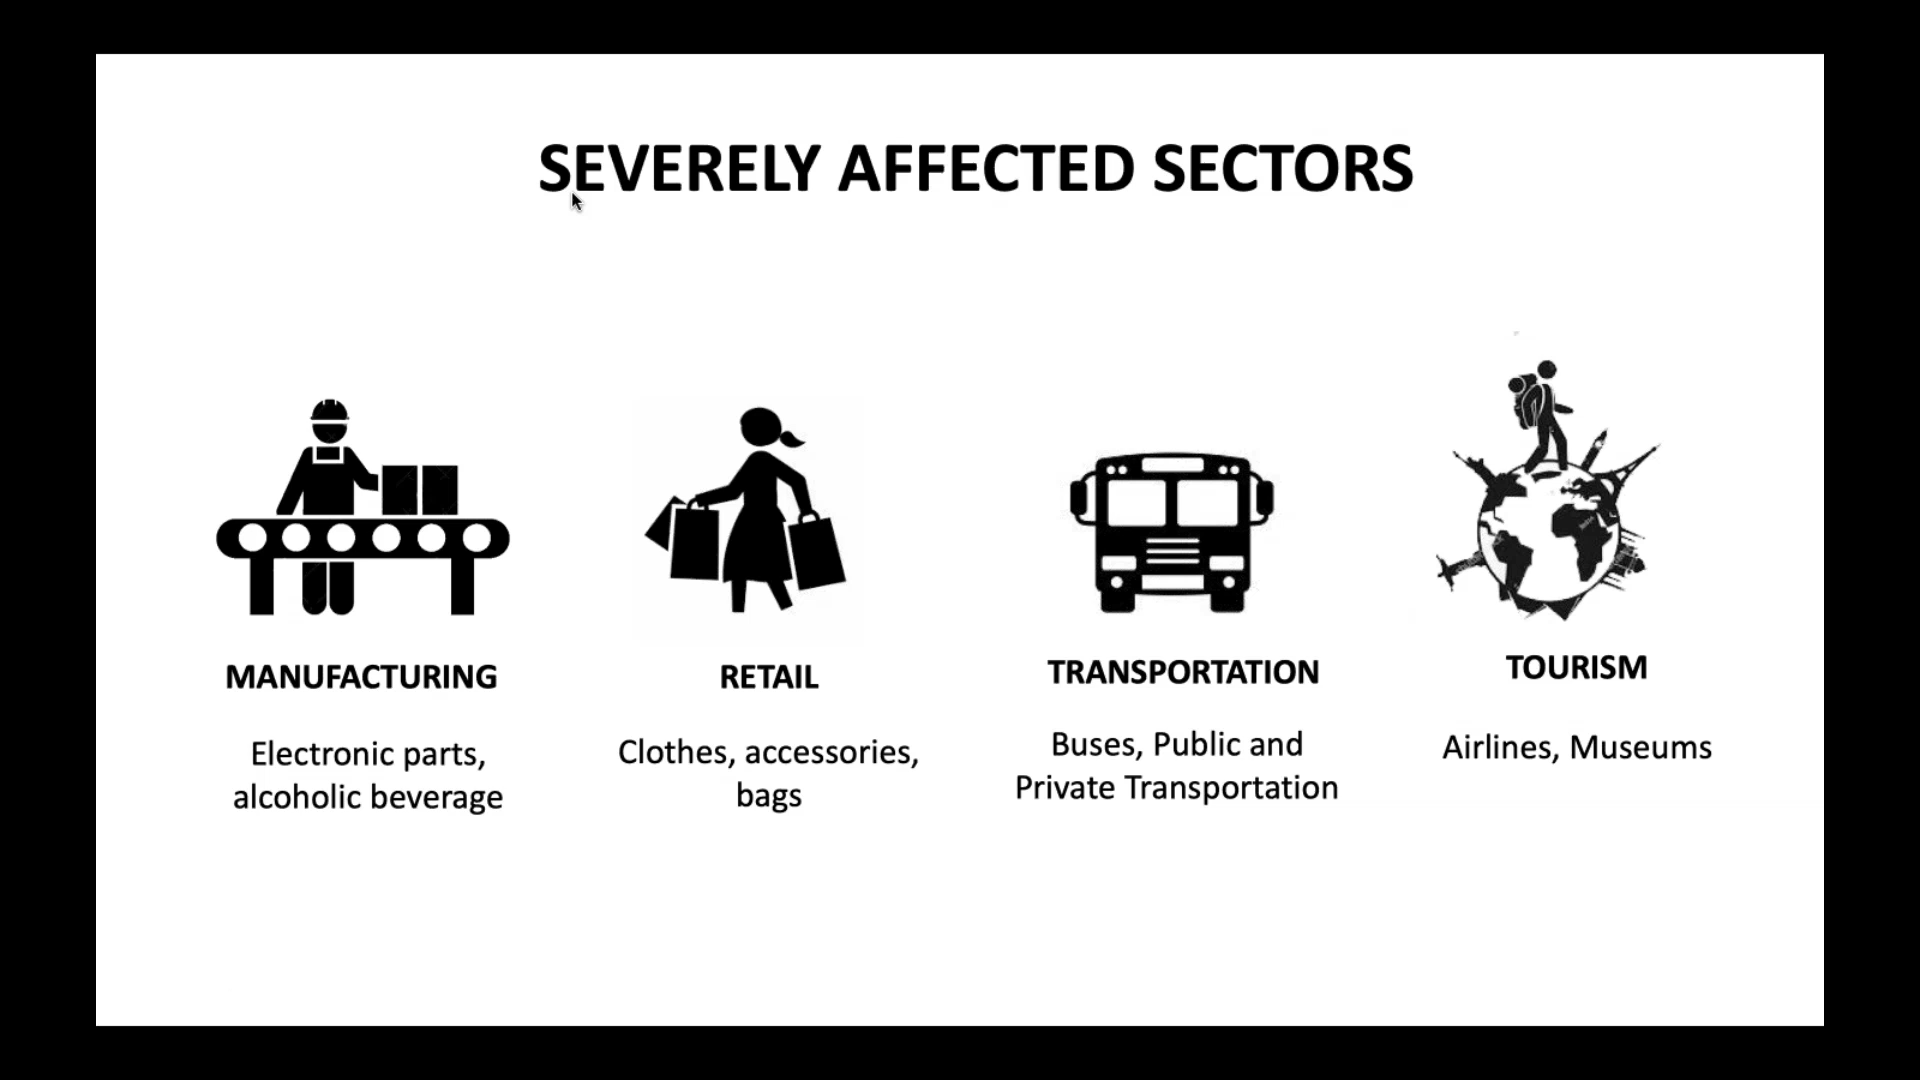 SEVERELY AFFECTED SECTORS
MANUFACTURING
Electronic parts,
alcoholic beverage
RETAIL
Clothes, accessories,
bags
TRANSPORTATION
Buses, Public and
Private Transportation
TOURISM
Airlines, Museums